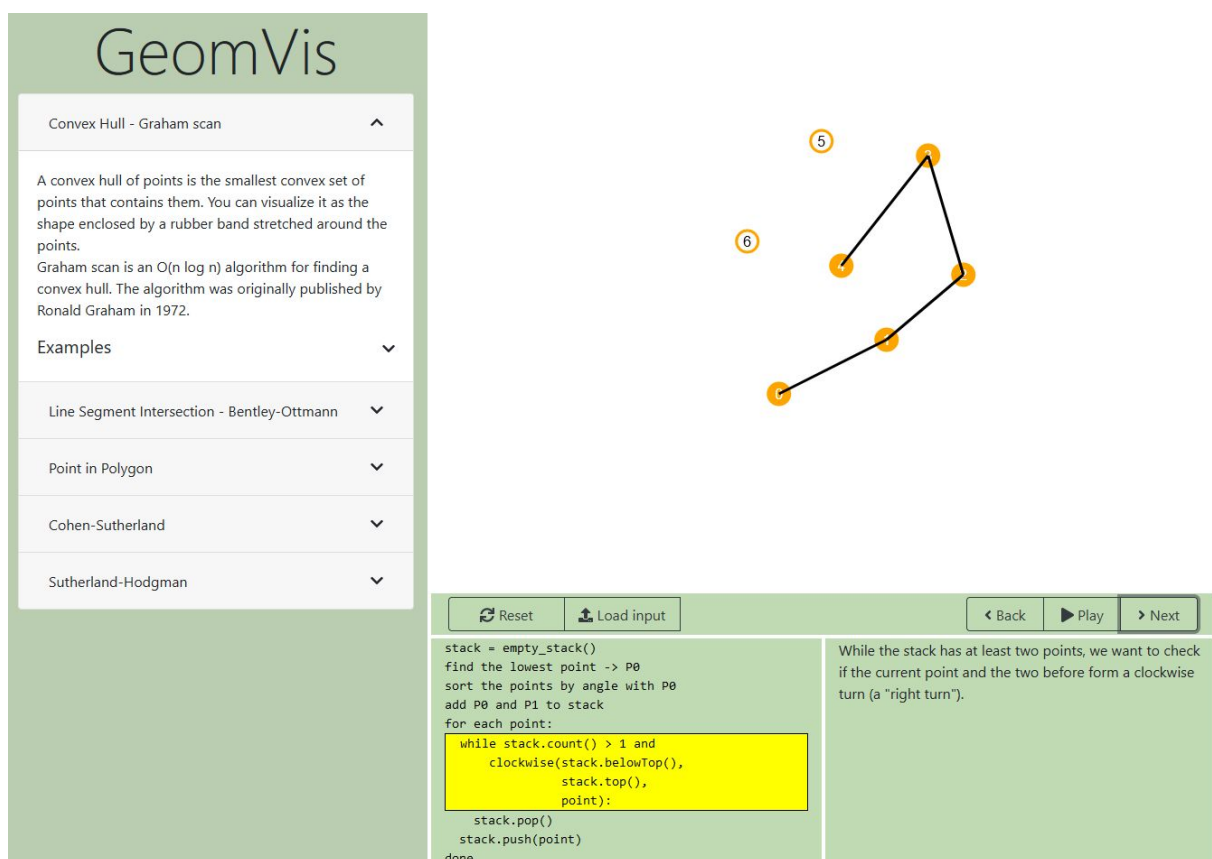 GeomVis
Convex Hull - Graham scan
A convex hull of points is the smallest convex set of
points that contains them. You can visualize it as the
shape enclosed by a rubber band stretched around the
points.
Graham scan is an O(n log n) algorithm for finding a
convex hull. The algorithm was originally published by
Ronald Graham in 1972.
Examples
Line Segment Intersection - Bentley-Ottmann
Point in Polygon
Cohen-Sutherland
Sutherland-Hodgman
5
6
4
Reset
Load input
Back
Play
Next
stack = empty_stack()
find the lowest point -> P0
sort the points by angle with P0
add P0 and P1 to stack
for each point:
while stack.count() > 1 and
clockwise(stack.belowTop(),
stack.top(),
point):
stack.pop()
stack.push(point)
done
While the stack has at least two points, we want to check
if the current point and the two before form a clockwise
turn (a "right turn").